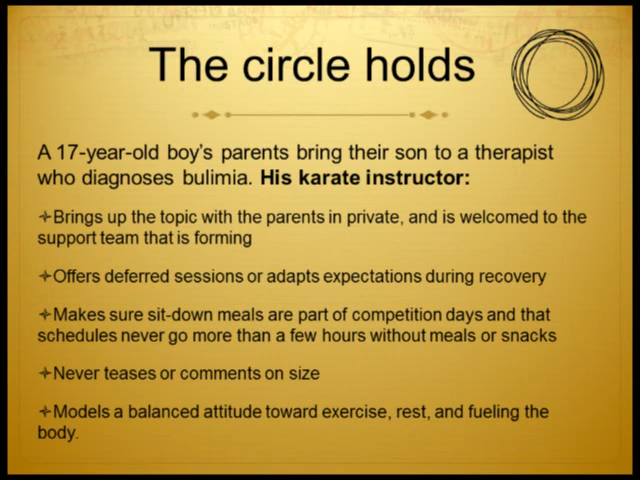 The circle holds
A 17-year-old boy's parents bring their son to a therapist
who diagnoses bulimia. His karate instructor:
Brings up the topic with the parents in private, and is welcomed to the
support team that is forming
Offers deferred sessions or adapts expectations during recovery
Makes sure sit-down meals are part of competition days and that
schedules never go more than a few hours without meals or snacks
Never teases or comments on size
Models a balanced attitude toward exercise, rest, and fueling the
body.